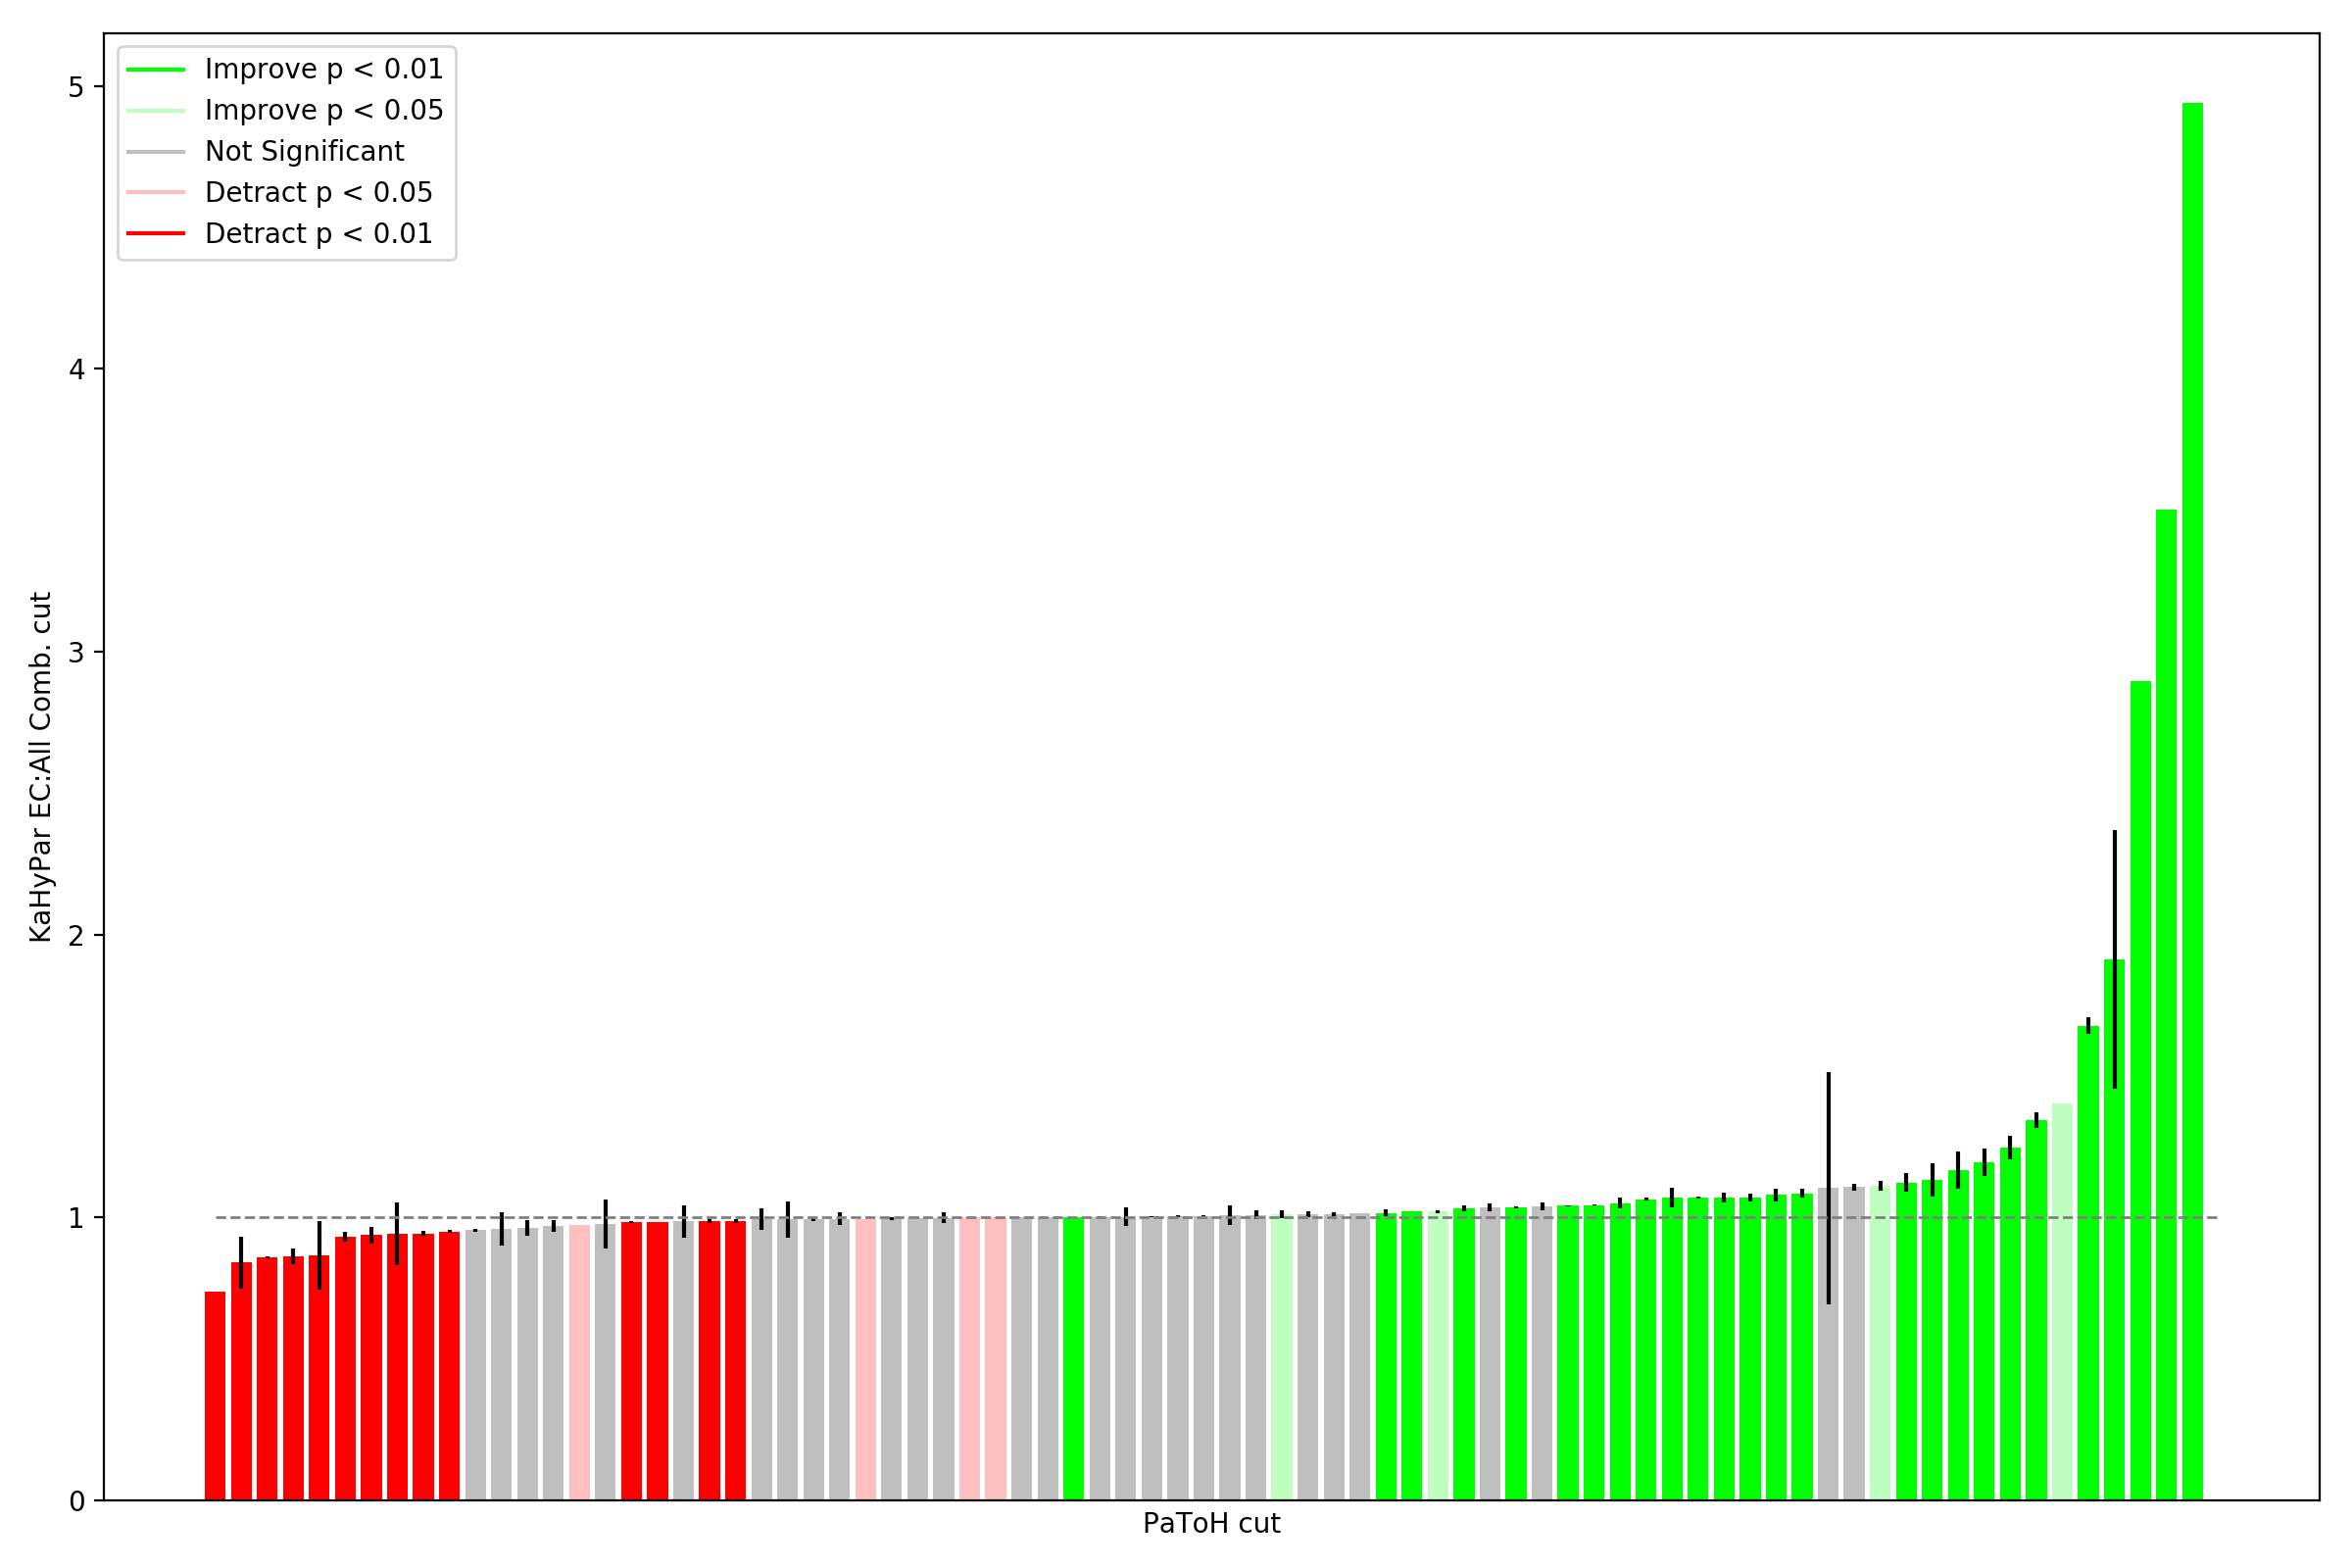 Improve p < 0.01
Improve p < 0.05
Not Significant
Detract p < 0.05
Detract p < 0.01
5
4
3
2
1
0
KaHyPar EC:All Comb. cut
PaToH cut